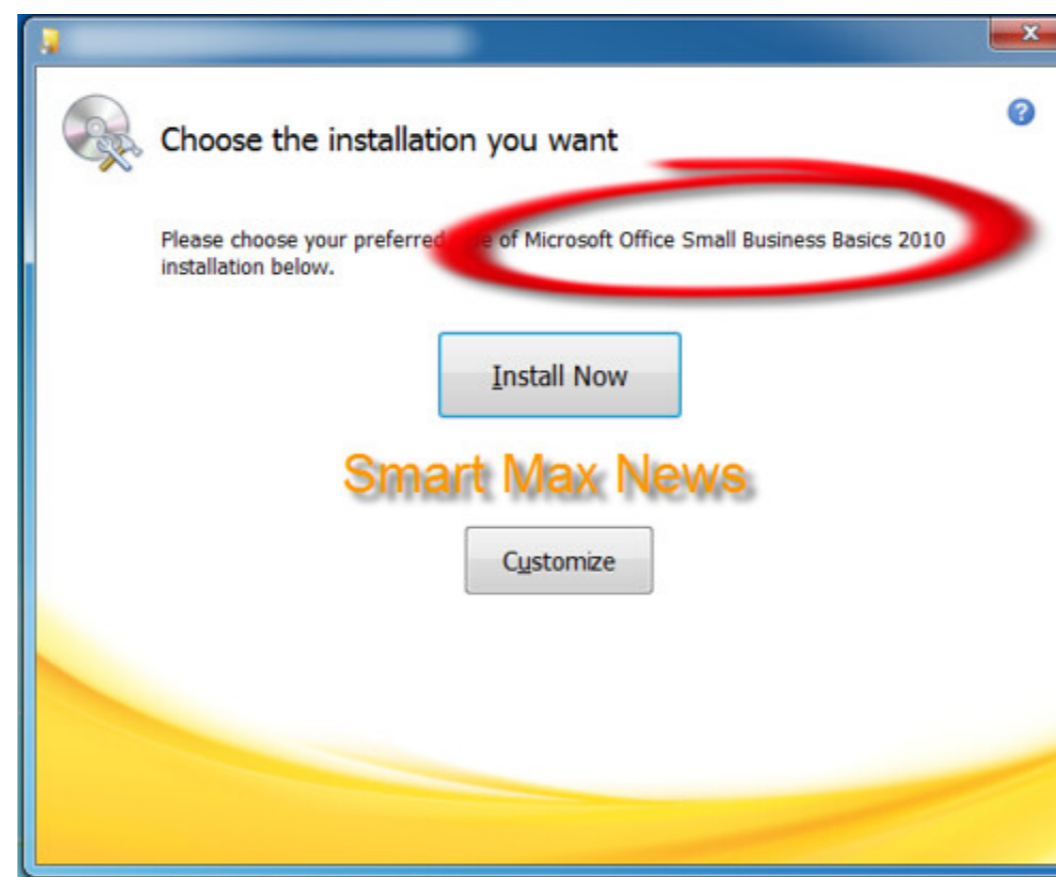 Choose the installation you want
Please choose your preferred of Microsoft Office Small Business Basics 2010
installation below.
Install Now
Smart Max News
Customize